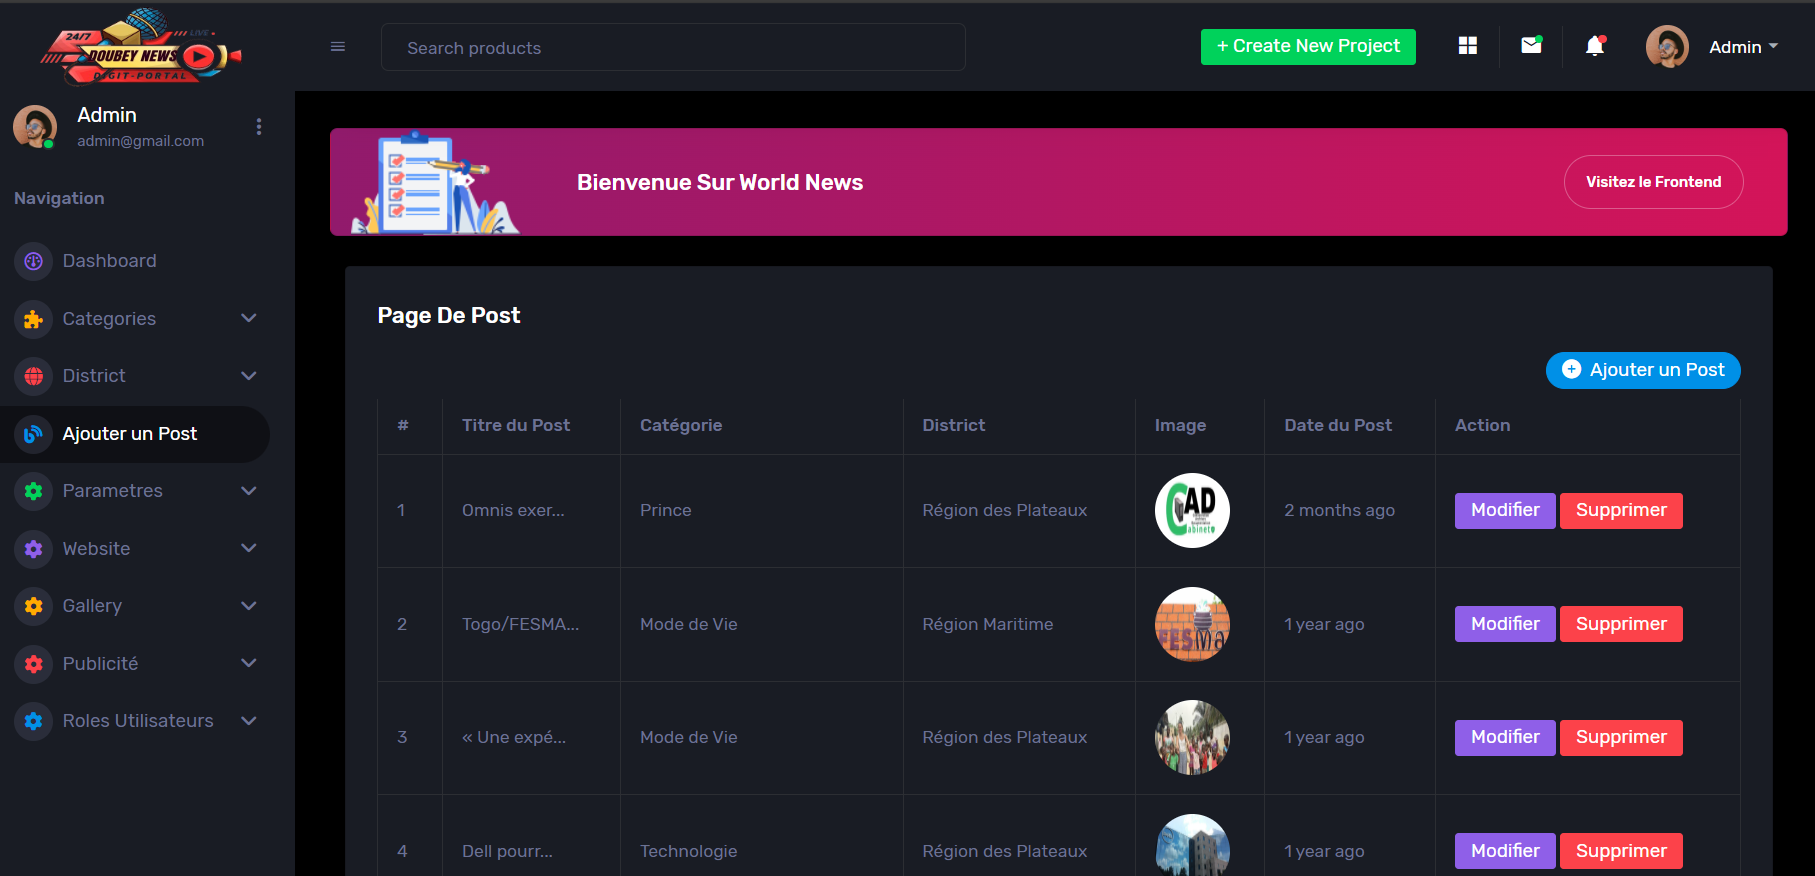 24/7
LIVE
DOUBEY NEWS
DIGIT-PORTAL
Search products
+ Create New Project
Admin
Admin
admin@gmail.com
Navigation
Dashboard
Categories
District
Ajouter un Post
Parametres
Website
Gallery
Publicité
Roles Utilisateurs
Bienvenue Sur World News
Visitez le Frontend
Page De Post
Ajouter un Post
# Titre du Post Catégorie District Image Date du Post Action
1 Omnis exer... Prince Région des Plateaux CAD Cabinet 2 months ago Modifier Supprimer
2 Togo/FESMA... Mode de Vie Région Maritime FESMA 1 year ago Modifier Supprimer
3 « Une expé... Mode de Vie Région des Plateaux 1 year ago Modifier Supprimer
4 Dell pourr... Technologie Région des Plateaux 1 year ago Modifier Supprimer